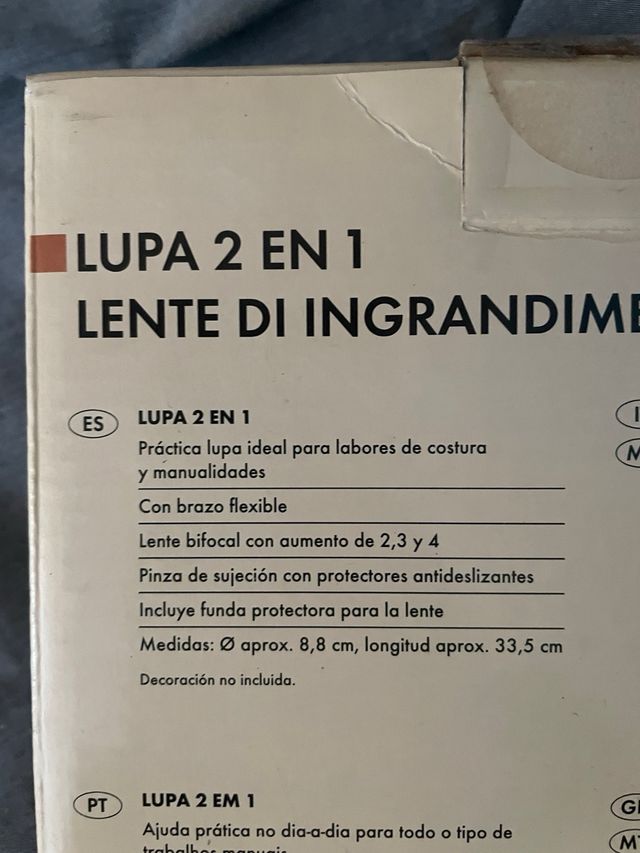 LUPA 2 EN 1
LENTE DI
ES
LUPA 2 EN 1
Práctica lupa ideal para labores de costura
y manualidades
Con brazo flexible
Lente bifocal con aumento de 2,3 y 4
Pinza de sujeción con protectores antideslizantes
Incluye funda protectora para la lente
Medidas: Ø aprox. 8,8 cm, longitud aprox. 33,5 cm
Decoración no incluida.
PT
LUPA 2 EM 1
Ajuda prática no dia-a-dia para todo o tipo de
trabalhos manuais